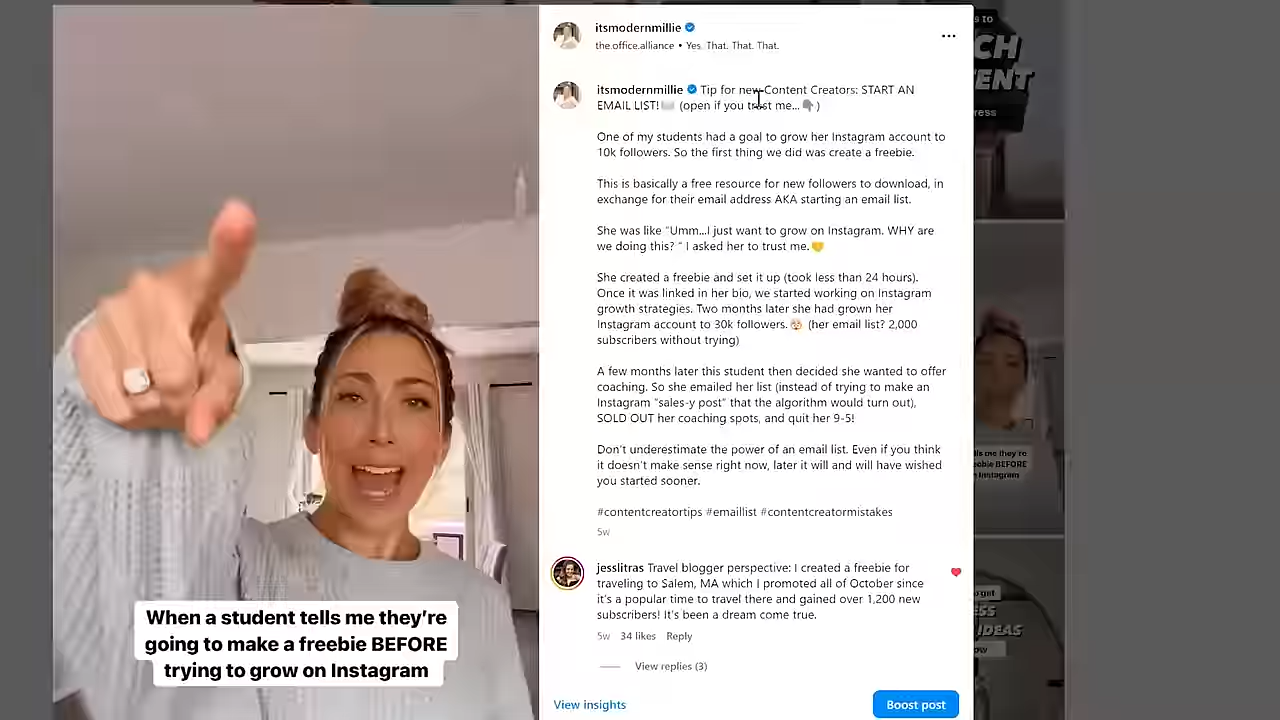 itsmodernmillie
the.office.alliance • Yes. That. That. That.
itsmodernmillie Tip for new Content Creators: START AN
EMAIL LIST! (open if you trust me... )
One of my students had a goal to grow her Instagram account to
10k followers. So the first thing we did was create a freebie.
This is basically a free resource for new followers to download, in
exchange for their email address AKA starting an email list.
She was like "Umm...I just want to grow on Instagram. WHY are
we doing this? " I asked her to trust me.
She created a freebie and set it up (took less than 24 hours).
Once it was linked in her bio, we started working on Instagram
growth strategies. Two months later she had grown her
Instagram account to 30k followers. (her email list? 2,000
subscribers without trying)
A few months later this student then decided she wanted to offer
coaching. So she emailed her list (instead of trying to make an
Instagram "sales-y post" that the algorithm would turn out),
SOLD OUT her coaching spots, and quit her 9-5!
Don't underestimate the power of an email list. Even if you think
it doesn't make sense right now, later it will and will have wished
you started sooner.
#contentcreatortips #emaillist #contentcreatormistakes
5w
jesslitras Travel blogger perspective: I created a freebie for
traveling to Salem, MA which I promoted all of October since
it's a popular time to travel there and gained over 1,200 new
subscribers! It's been a dream come true.
5w 34 likes Reply
View replies (3)
View insights
Boost post
When a student tells me they're
going to make a freebie BEFORE
trying to grow on Instagram
IDEAS